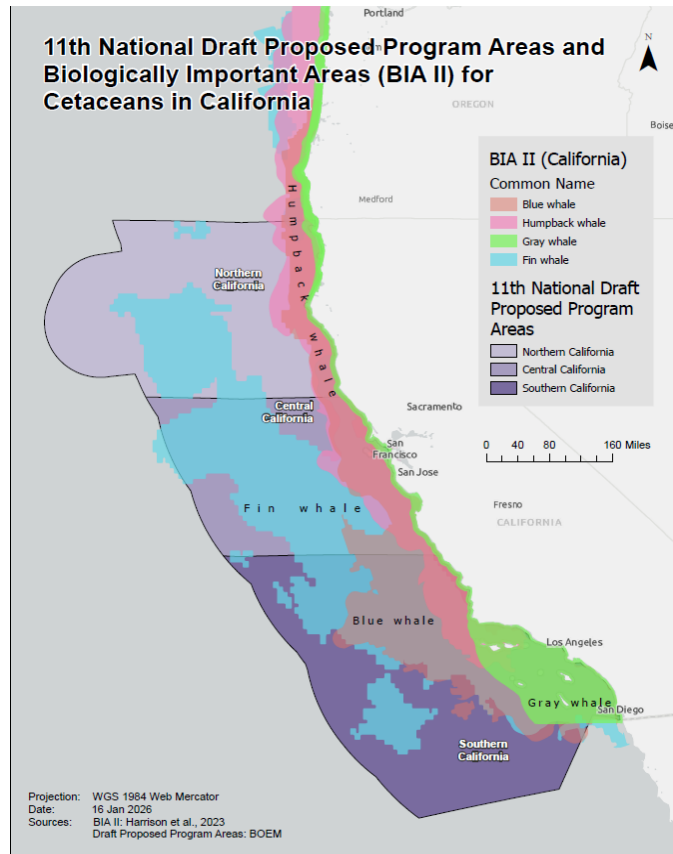 11th National Draft Proposed Program Areas and
Biologically Important Areas (BIA II) for
Cetaceans in California
Portland
N
OREGON
Boise
Medford
BIA II (California)
Common Name
Blue whale
Humpback whale
Gray whale
Fin whale
11th National Draft
Proposed Program
Areas
Northern California
Central California
Southern California
0 40 80 160 Miles
Humpback whale
Northern
California
Central
California
Sacramento
San
Francisco
San Jose
Fresno
CALIFORNIA
Fin whale
Blue whale
Los Angeles
Gray whale
San Diego
Southern
California
Projection: WGS 1984 Web Mercator
Date: 16 Jan 2026
Sources: BIA II: Harrison et al., 2023
Draft Proposed Program Areas: BOEM